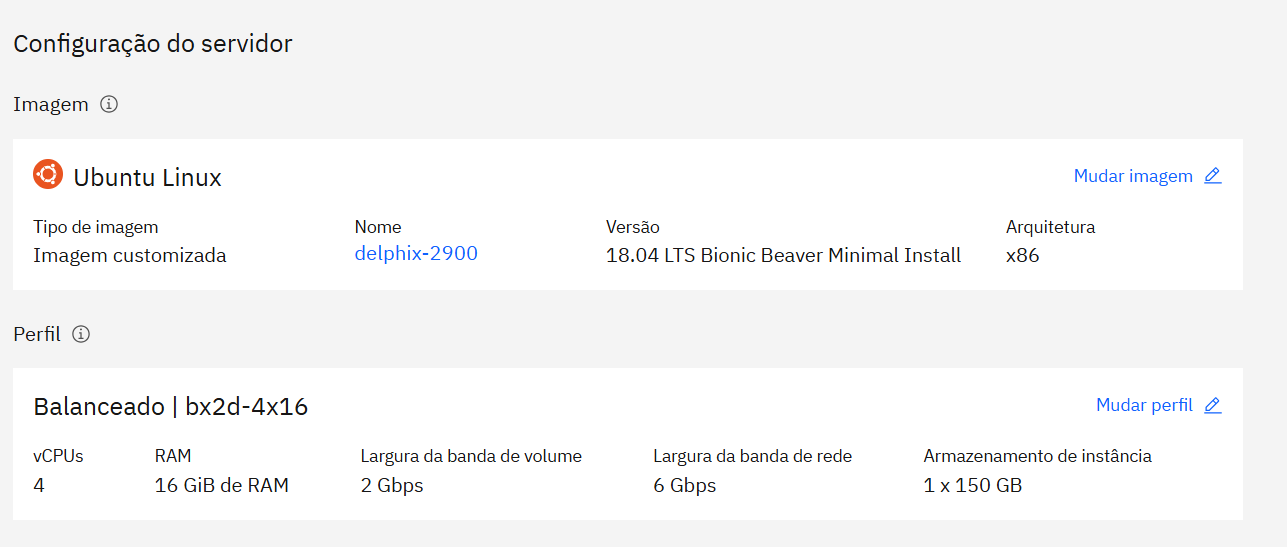 Configuração do servidor
Imagem
Ubuntu Linux
Mudar imagem
Tipo de imagem
Nome
Versão
Arquitetura
Imagem customizada
delphix-2900
18.04 LTS Bionic Beaver Minimal Install
x86
Perfil
Balanceado | bx2d-4x16
Mudar perfil
vCPUs
RAM
Largura da banda de volume
Largura da banda de rede
Armazenamento de instância
4
16 GiB de RAM
2 Gbps
6 Gbps
1 x 150 GB